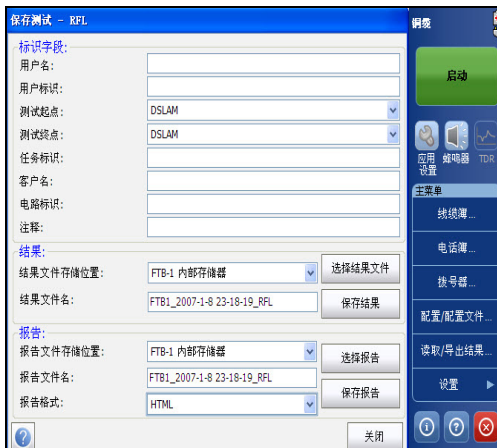 保存测试 - RFL
标识字段:
用户名:
用户标识:
测试起点: DSLAM
测试终点: DSLAM
任务标识:
客户名:
电路标识:
注释:
结果:
结果文件存储位置: FTB-1 内部存储器 选择结果文件
结果文件名: FTB1_2007-1-8 23-18-19_RFL 保存结果
报告:
报告文件存储位置: FTB-1 内部存储器 选择报告
报告文件名: FTB1_2007-1-8 23-18-19_RFL
报告格式: HTML 保存报告
关闭
铜缆
启动
应用设置 蜂鸣器 TDR
主菜单
线缆簿...
电话簿...
拨号器...
配置/配置文件...
读取/导出结果...
设置